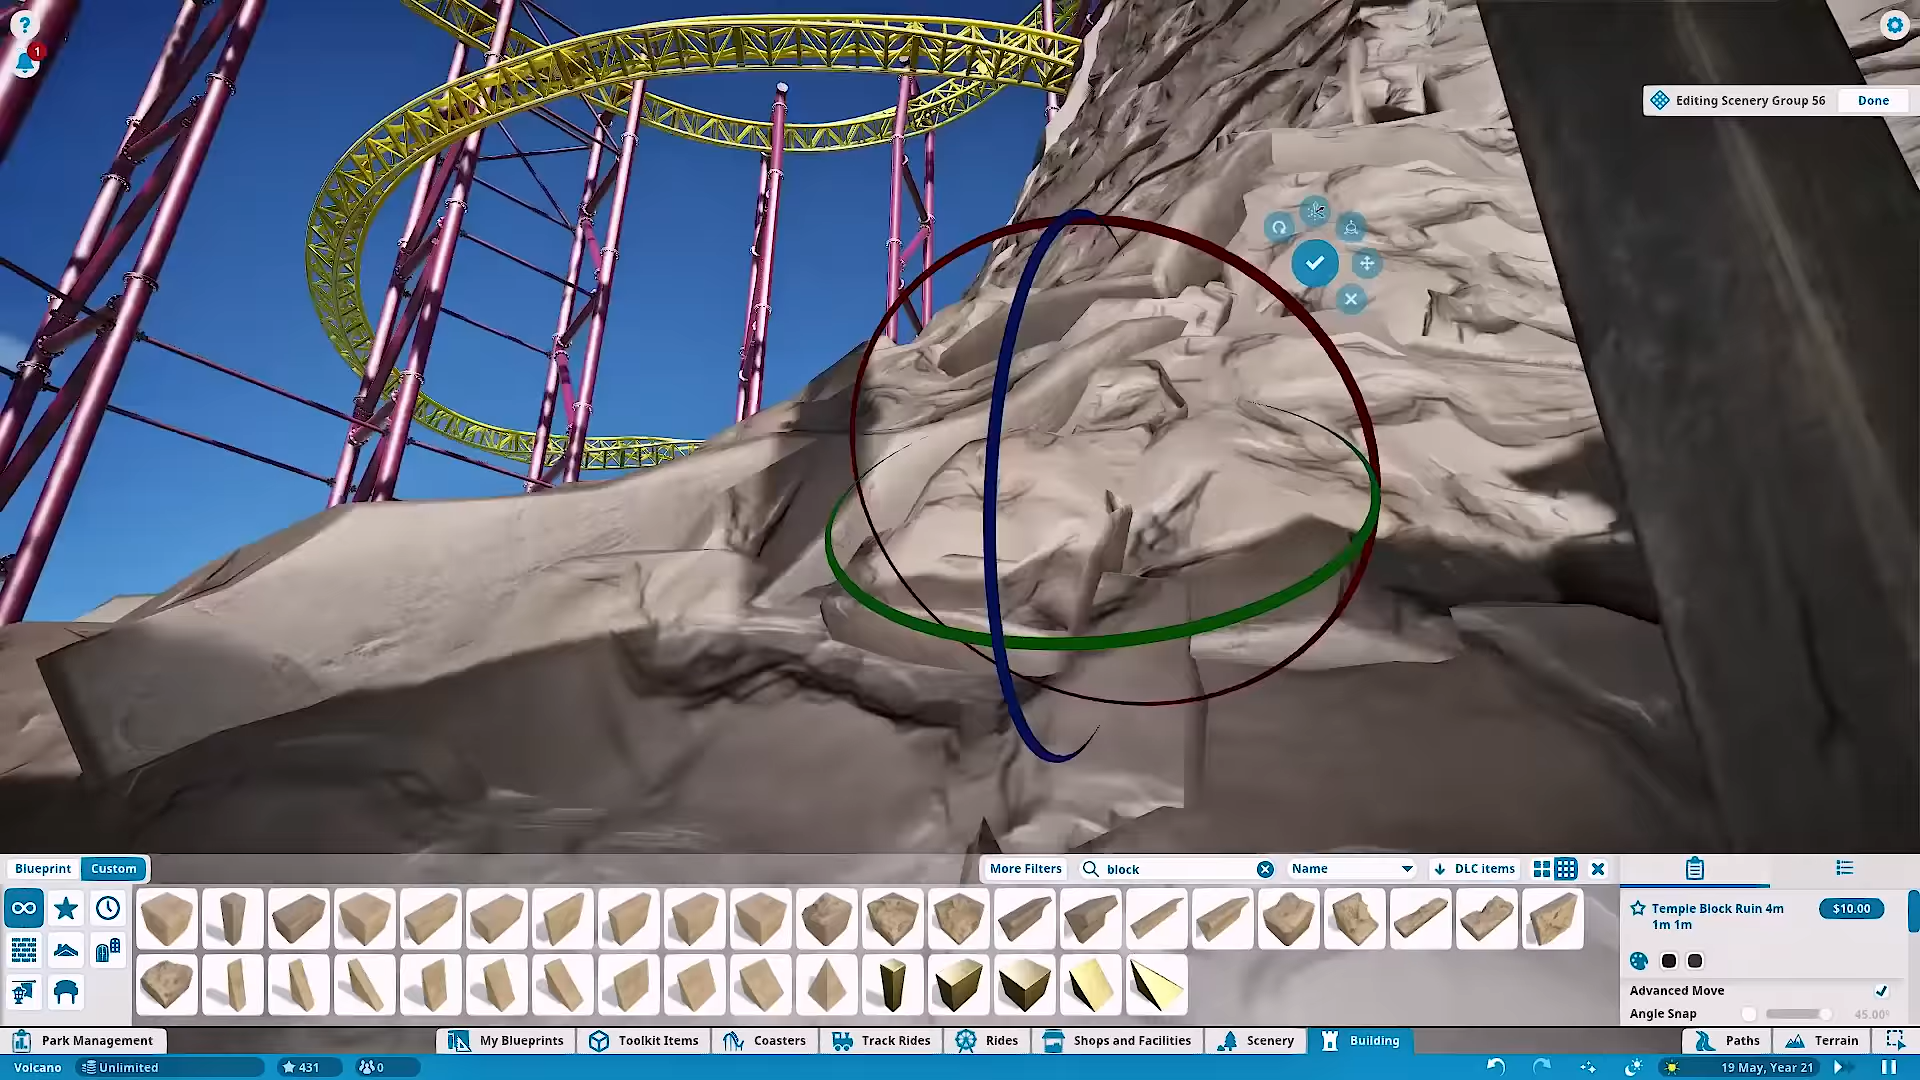 ?
1
Editing Scenery Group 56
Done
Blueprint
Custom
More Filters
block
Name
DLC items
Temple Block Ruin 4m
1m 1m
$10.00
Advanced Move
Angle Snap
45.00°
Park Management
My Blueprints
Toolkit Items
Coasters
Track Rides
Rides
Shops and Facilities
Scenery
Building
Paths
Terrain
Volcano
Unlimited
431
0
19 May, Year 21